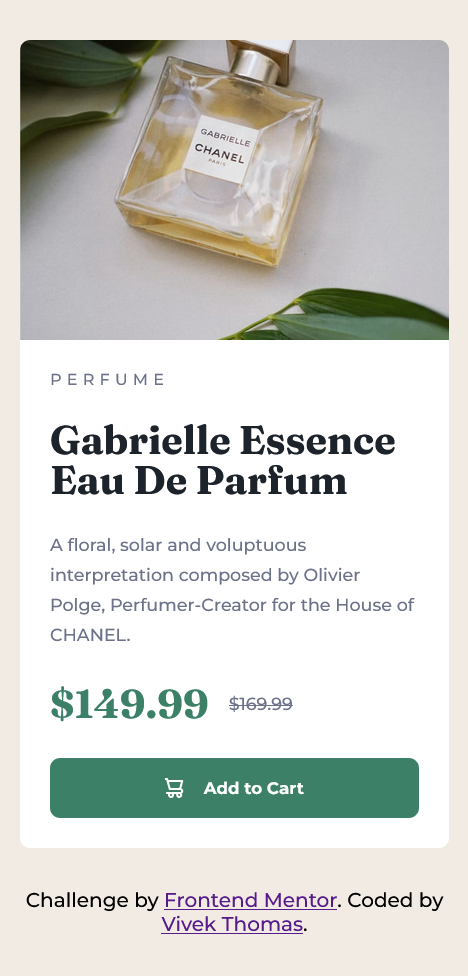 GABRIELLE
CHANEL
PARIS
PERFUME
Gabrielle Essence
Eau De Parfum
A floral, solar and voluptuous
interpretation composed by Olivier
Polge, Perfumer-Creator for the House of
CHANEL.
$149.99 $169.99
Add to Cart
Challenge by Frontend Mentor. Coded by
Vivek Thomas.